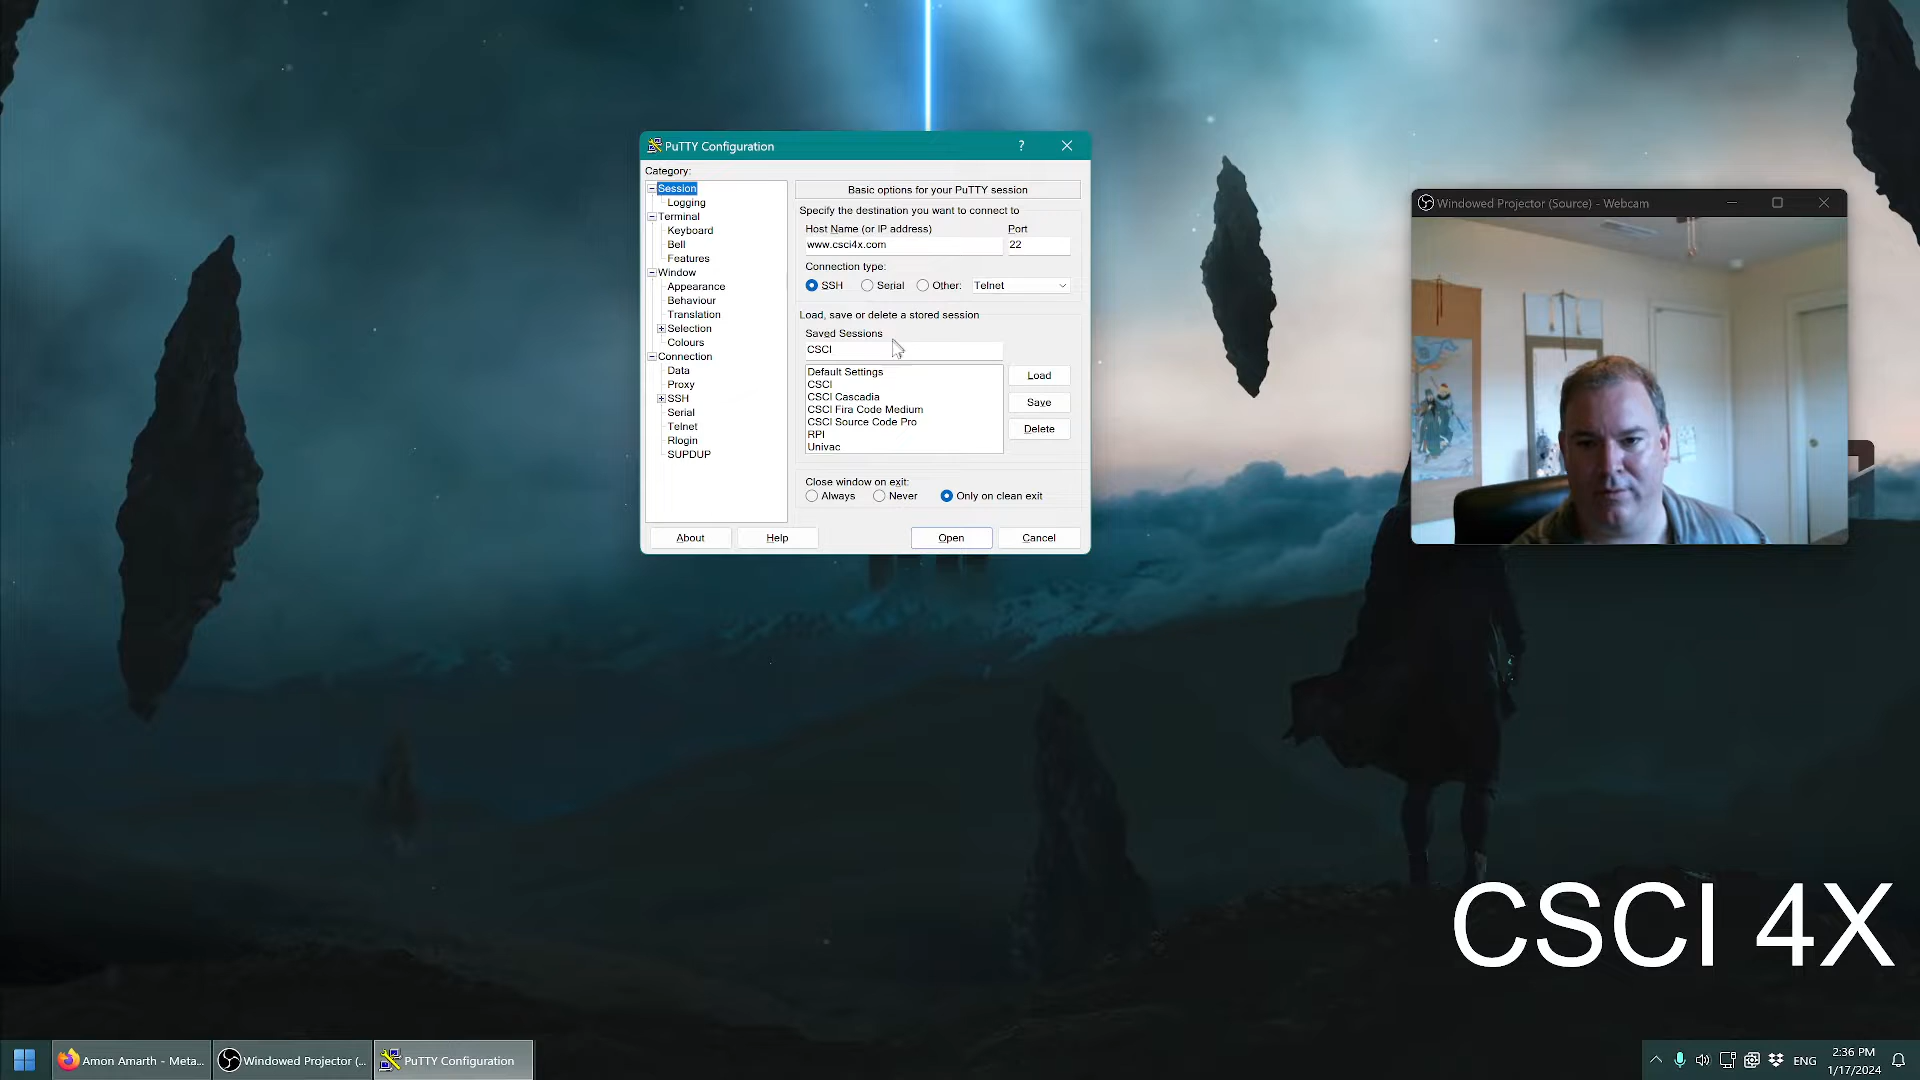 PuTTY Configuration
?
Category:
Session
Logging
Terminal
Keyboard
Bell
Features
Window
Appearance
Behaviour
Translation
Selection
Colours
Connection
Data
Proxy
SSH
Serial
Telnet
Rlogin
SUPDUP
Basic options for your PuTTY session
Specify the destination you want to connect to
Host Name (or IP address) Port
www.csci4x.com 22
Connection type:
SSH Serial Other: Telnet
Load, save or delete a stored session
Saved Sessions
CSCI
Default Settings
CSCI
CSCI Cascadia
CSCI Fira Code Medium
CSCI Source Code Pro
RPI
Univac
Load
Save
Delete
Close window on exit:
Always Never Only on clean exit
About Help Open Cancel
Windowed Projector (Source) - Webcam
CSCI 4X
Amon Amarth - Meta... Windowed Projector (... PuTTY Configuration
ENG
2:36 PM
1/17/2024